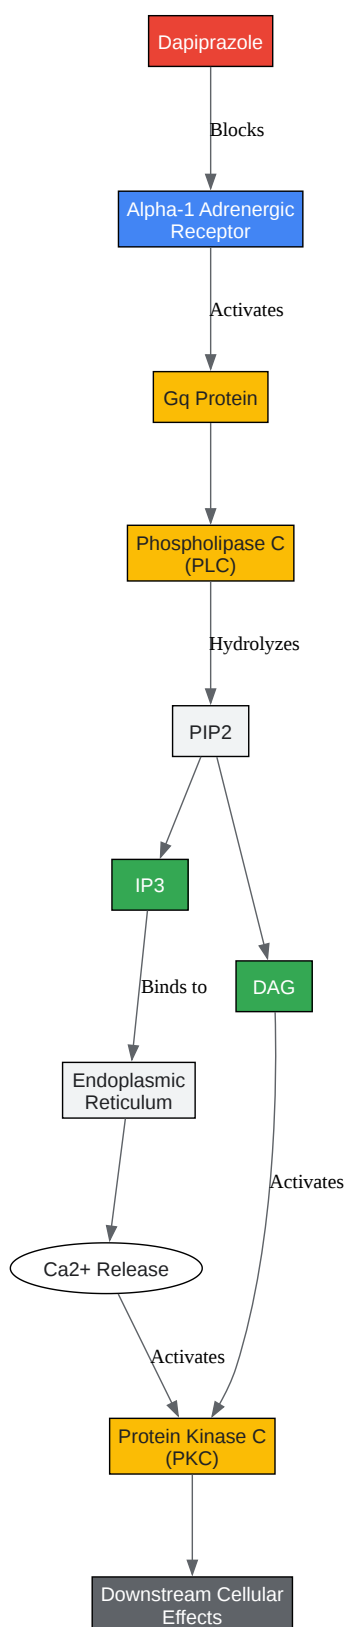 Dapiprazole
Blocks
Alpha-1 Adrenergic
Receptor
Activates
Gq Protein
Phospholipase C
(PLC)
Hydrolyzes
PIP2
IP3
DAG
Binds to
Endoplasmic
Reticulum
Activates
Ca2+ Release
Activates
Protein Kinase C
(PKC)
Downstream Cellular
Effects